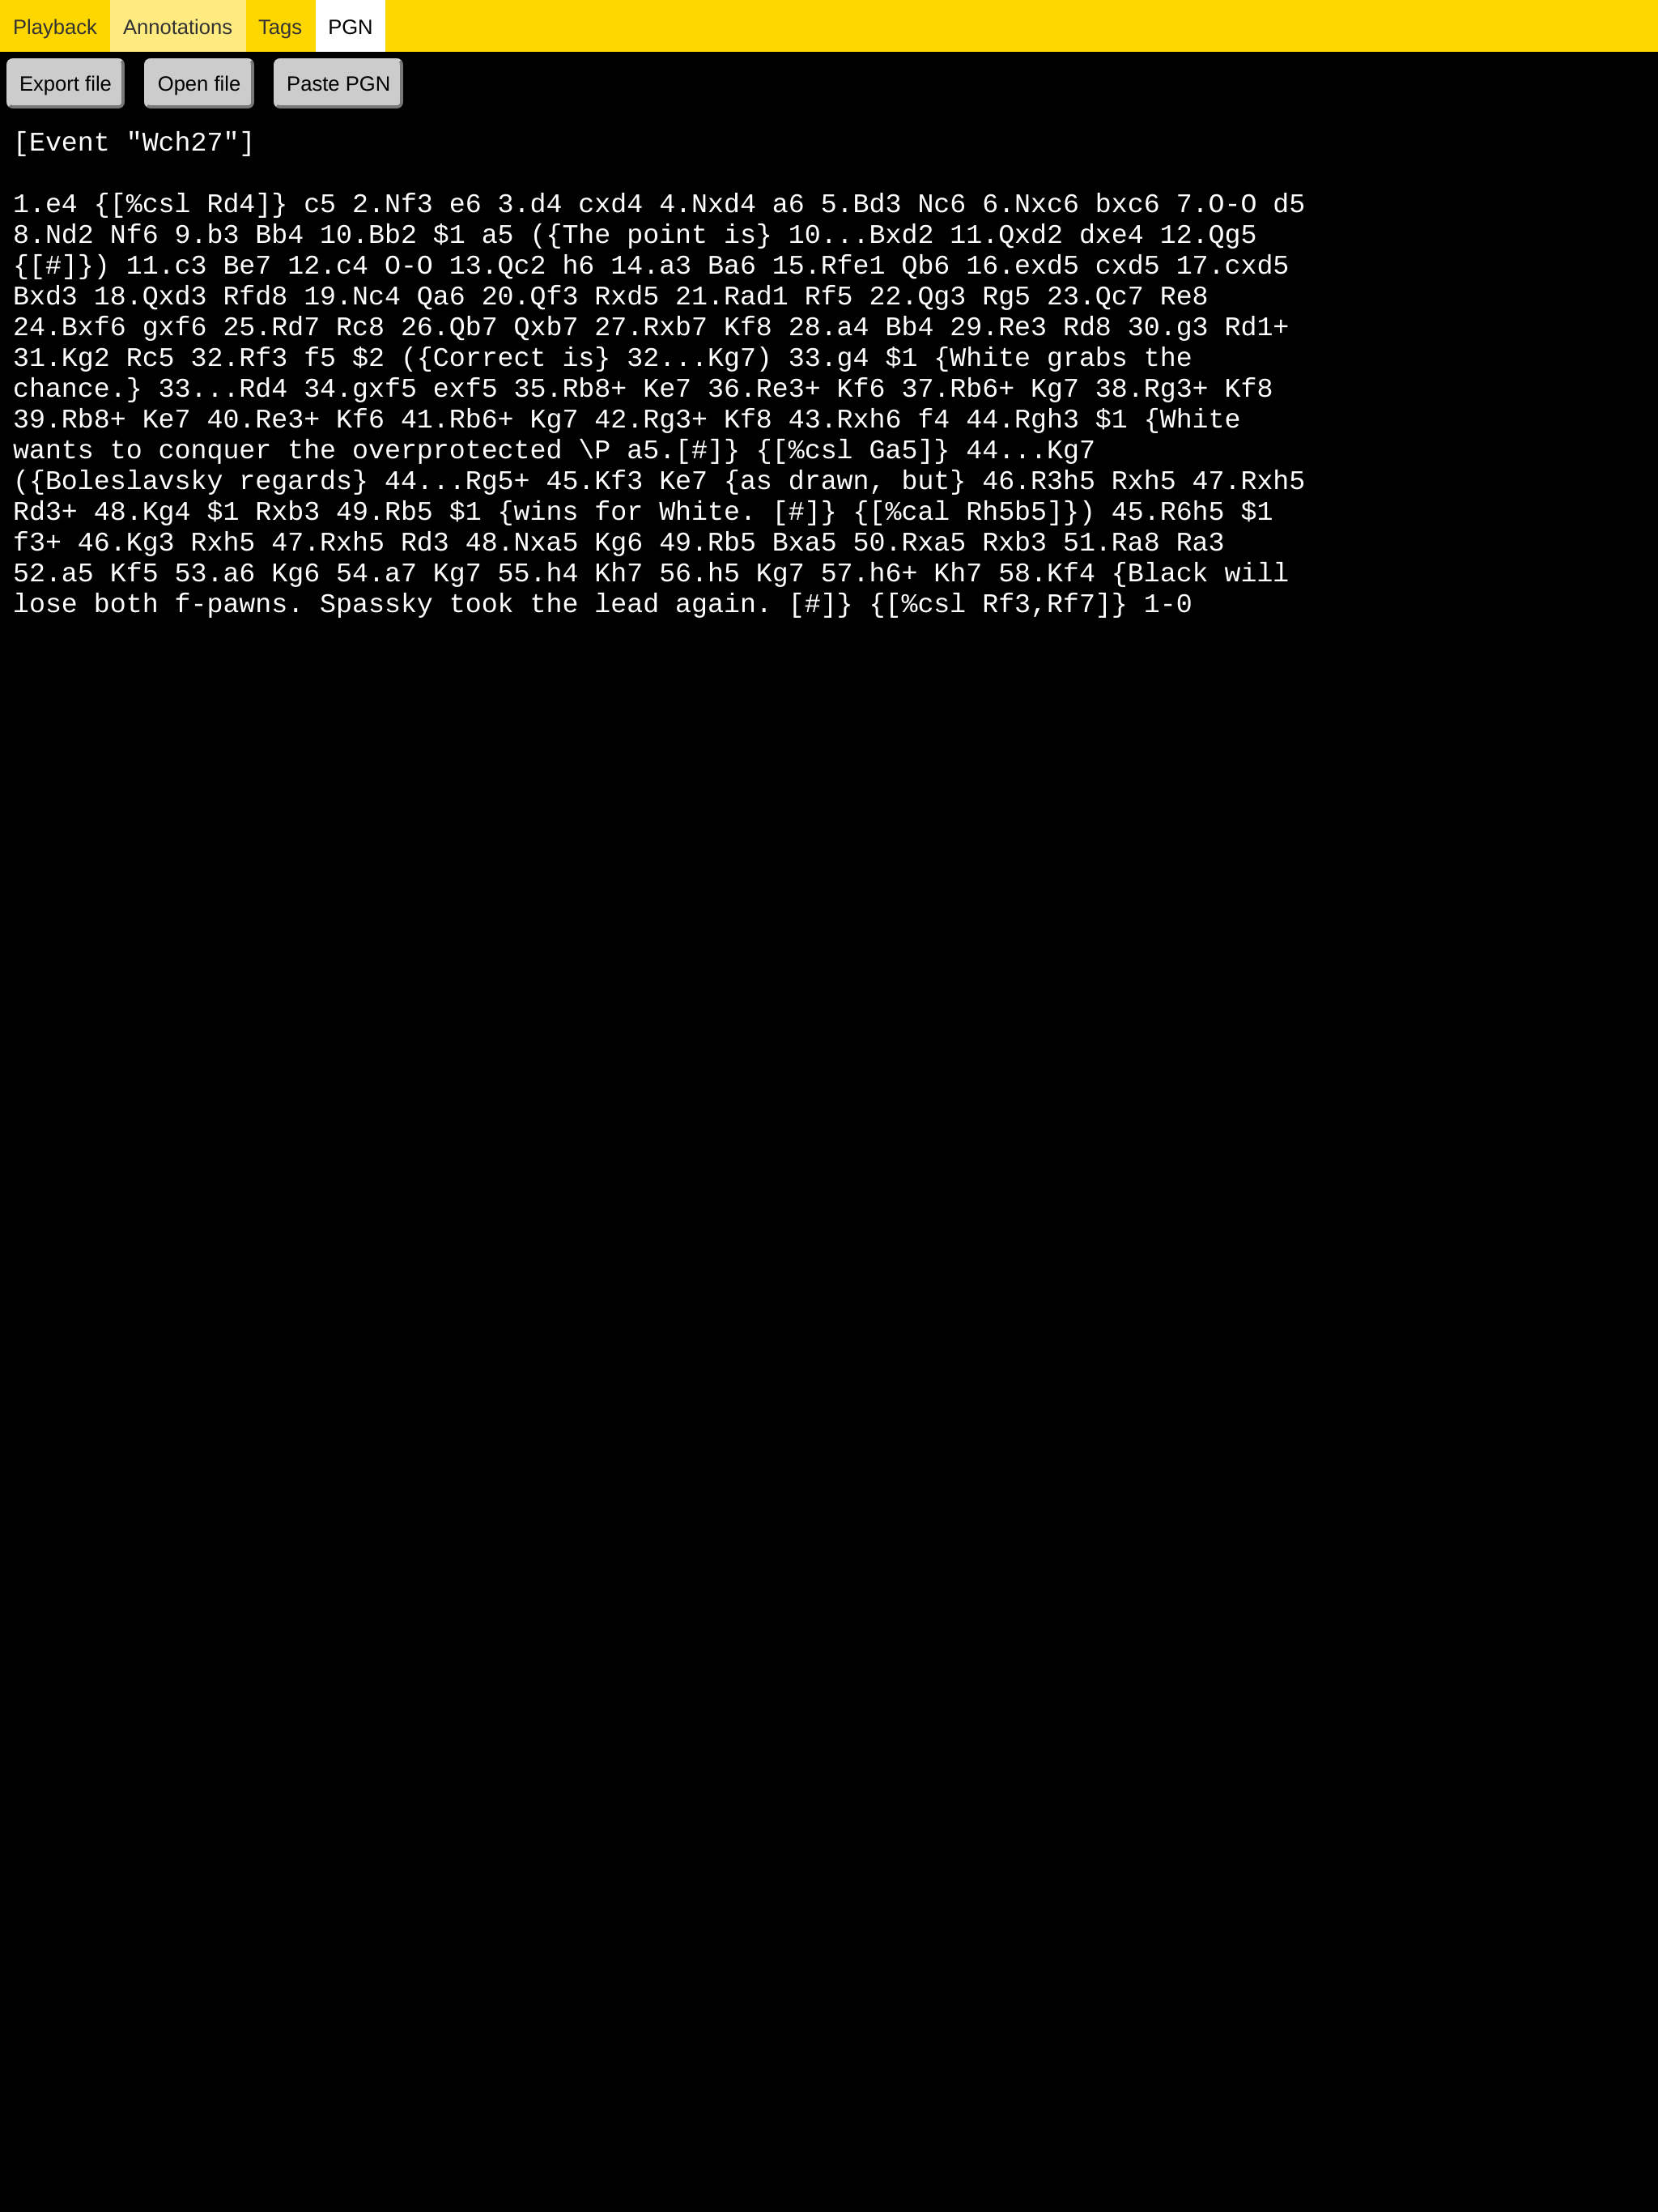 Playback Annotations Tags PGN
Export file Open file Paste PGN
[Event "Wch27"]
1.e4 {[%csl Rd4]} c5 2.Nf3 e6 3.d4 cxd4 4.Nxd4 a6 5.Bd3 Nc6 6.Nxc6 bxc6 7.O-O d5
8.Nd2 Nf6 9.b3 Bb4 10.Bb2 $1 a5 ({The point is} 10...Bxd2 11.Qxd2 dxe4 12.Qg5
{[#]}) 11.c3 Be7 12.c4 O-O 13.Qc2 h6 14.a3 Ba6 15.Rfe1 Qb6 16.exd5 cxd5 17.cxd5
Bxd3 18.Qxd3 Rfd8 19.Nc4 Qa6 20.Qf3 Rxd5 21.Rad1 Rf5 22.Qg3 Rg5 23.Qc7 Re8
24.Bxf6 gxf6 25.Rd7 Rc8 26.Qb7 Qxb7 27.Rxb7 Kf8 28.a4 Bb4 29.Re3 Rd8 30.g3 Rd1+
31.Kg2 Rc5 32.Rf3 f5 $2 ({Correct is} 32...Kg7) 33.g4 $1 {White grabs the
chance.} 33...Rd4 34.gxf5 exf5 35.Rb8+ Ke7 36.Re3+ Kf6 37.Rb6+ Kg7 38.Rg3+ Kf8
39.Rb8+ Ke7 40.Re3+ Kf6 41.Rb6+ Kg7 42.Rg3+ Kf8 43.Rxh6 f4 44.Rgh3 $1 {White
wants to conquer the overprotected \P a5.[#]} {[%csl Ga5]} 44...Kg7
({Boleslavsky regards} 44...Rg5+ 45.Kf3 Ke7 {as drawn, but} 46.R3h5 Rxh5 47.Rxh5
Rd3+ 48.Kg4 $1 Rxb3 49.Rb5 $1 {wins for White. [#]} {[%cal Rh5b5]}) 45.R6h5 $1
f3+ 46.Kg3 Rxh5 47.Rxh5 Rd3 48.Nxa5 Kg6 49.Rb5 Bxa5 50.Rxa5 Rxb3 51.Ra8 Ra3
52.a5 Kf5 53.a6 Kg6 54.a7 Kg7 55.h4 Kh7 56.h5 Kg7 57.h6+ Kh7 58.Kf4 {Black will
lose both f-pawns. Spassky took the lead again. [#]} {[%csl Rf3,Rf7]} 1-0